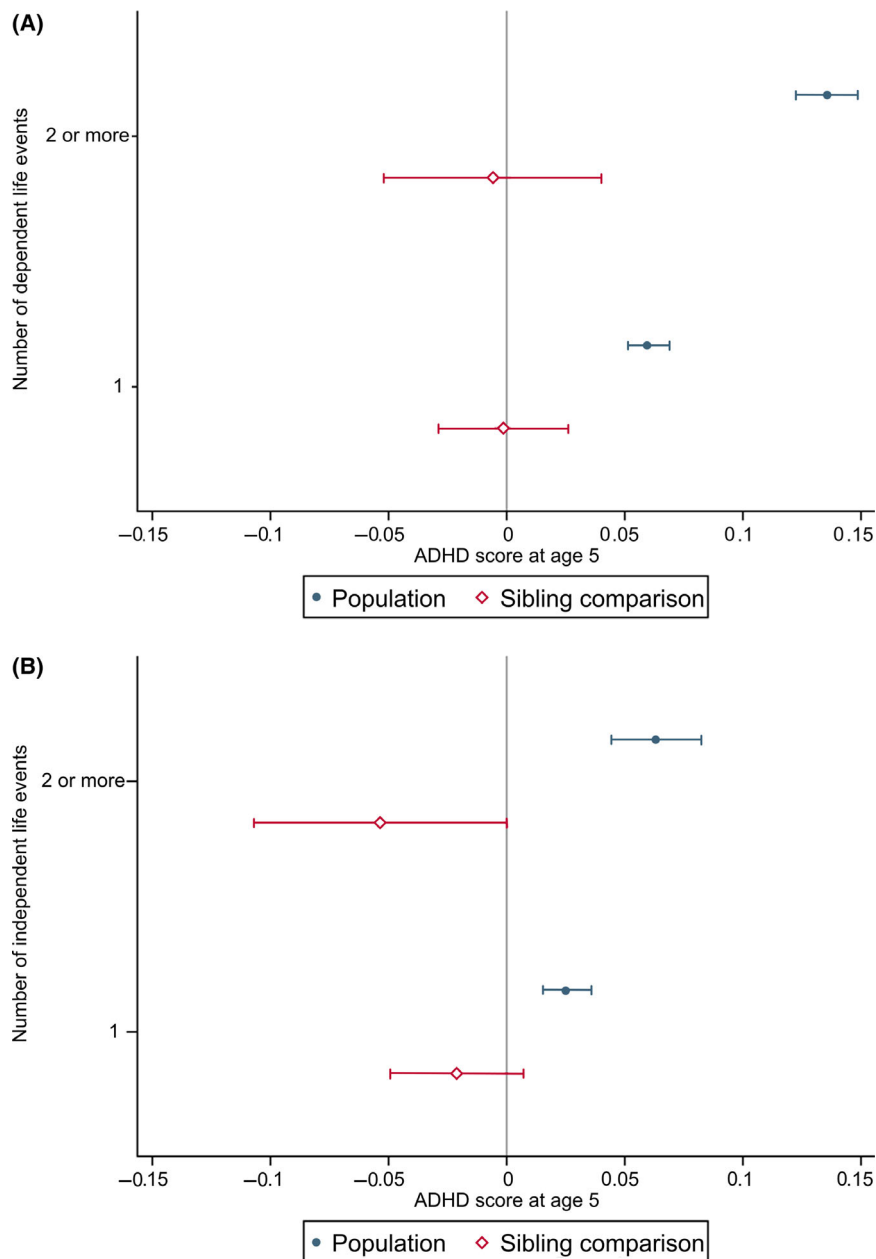 (A)
Number of dependent life events
2 or more
1
–0.15 –0.1 –0.05 0 0.05 0.1 0.15
ADHD score at age 5
Population Sibling comparison
(B)
Number of independent life events
2 or more
1
–0.15 –0.1 –0.05 0 0.05 0.1 0.15
ADHD score at age 5
Population Sibling comparison